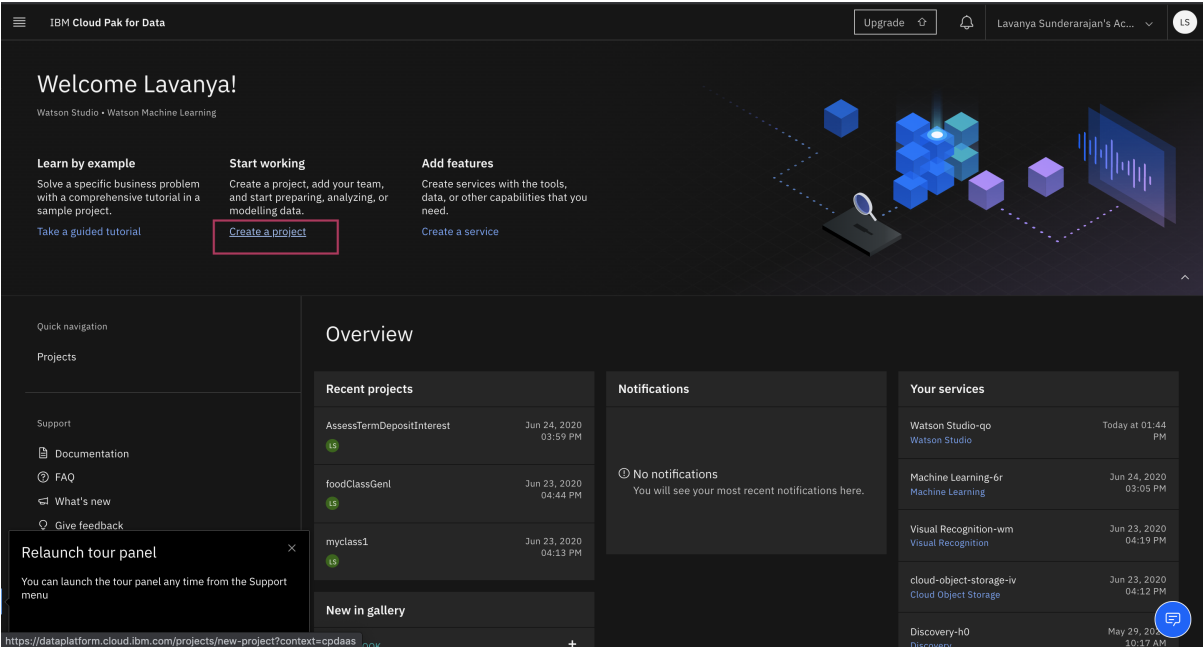 IBM Cloud Pak for Data
Upgrade
Lavanya Sunderarajan's Ac...
LS
Welcome Lavanya!
Watson Studio • Watson Machine Learning
Learn by example
Solve a specific business problem
with a comprehensive tutorial in a
sample project.
Take a guided tutorial
Start working
Create a project, add your team,
and start preparing, analyzing, or
modelling data.
Create a project
Add features
Create services with the tools,
data, or other capabilities that you
need.
Create a service
Quick navigation
Projects
Support
Documentation
FAQ
What's new
Give feedback
Relaunch tour panel
You can launch the tour panel any time from the Support
menu
https://dataplatform.cloud.ibm.com/projects/new-project?context=cpdaas
Overview
Recent projects
AssessTermDepositInterest
Jun 24, 2020
03:59 PM
LS
foodClassGenl
Jun 23, 2020
04:44 PM
LS
myclass1
Jun 23, 2020
04:13 PM
LS
New in gallery
Notifications
No notifications
You will see your most recent notifications here.
Your services
Watson Studio-qo
Today at 01:44
PM
Watson Studio
Machine Learning-6r
Jun 24, 2020
03:05 PM
Machine Learning
Visual Recognition-wm
Jun 23, 2020
04:19 PM
Visual Recognition
cloud-object-storage-iv
Jun 23, 2020
04:12 PM
Cloud Object Storage
Discovery-h0
May 29,
10:17 AM
Discovery